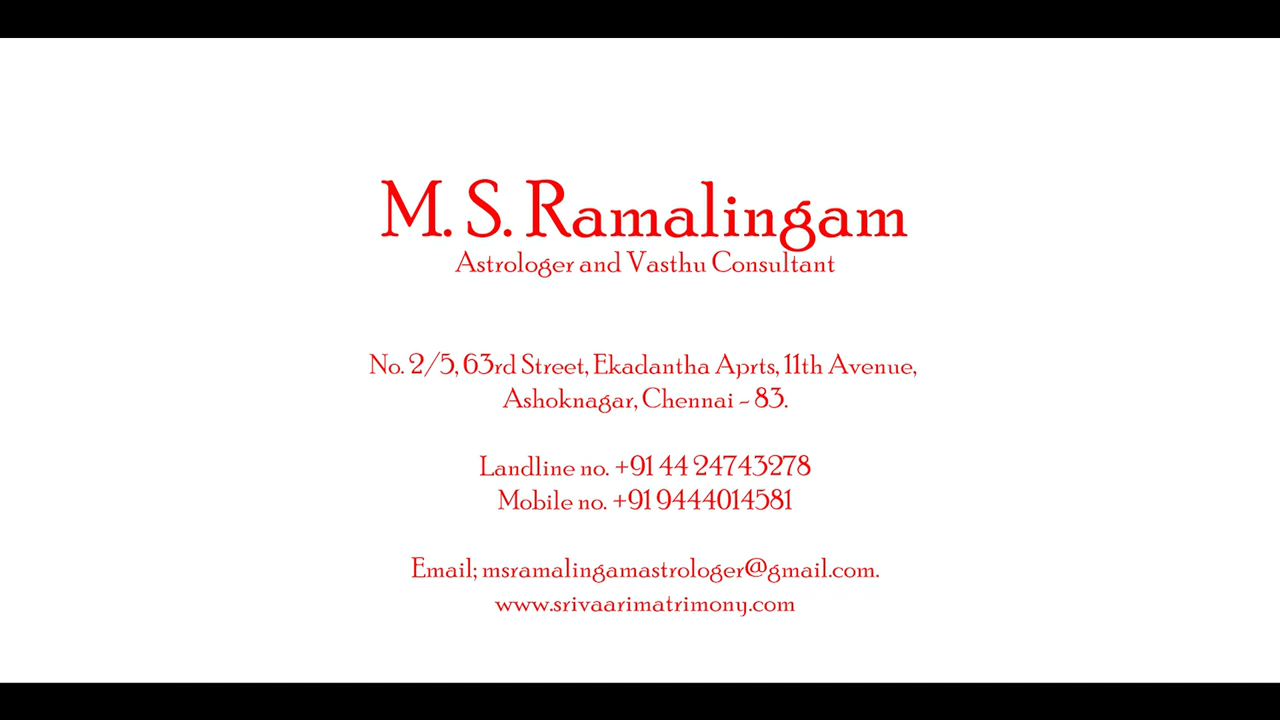 M. S. Ramalingam
Astrologer and Vasthu Consultant
No. 2/5, 63rd Street, Ekadantha Aprts, 11th Avenue,
Ashoknagar, Chennai - 83.
Landline no. +91 44 24743278
Mobile no. +91 9444014581
Email; msramalingamastrologer@gmail.com.
www.srivaarimatrimony.com